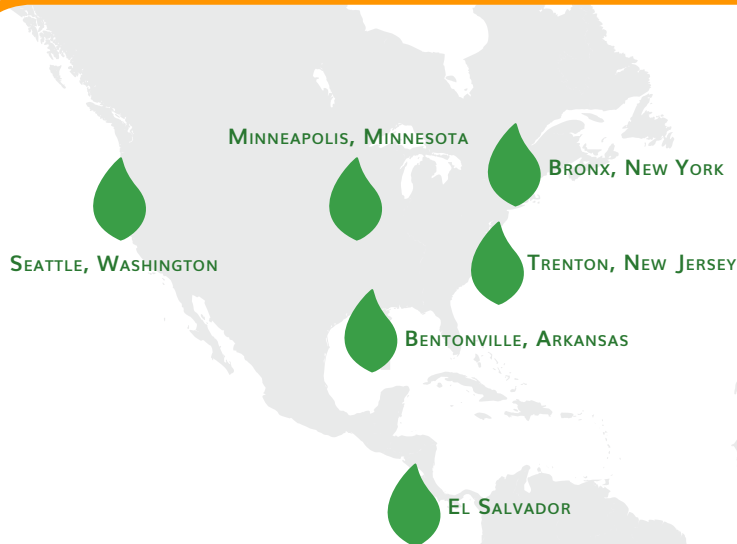 Minneapolis, Minnesota
Bronx, New York
Seattle, Washington
Trenton, New Jersey
Bentonville, Arkansas
El Salvador